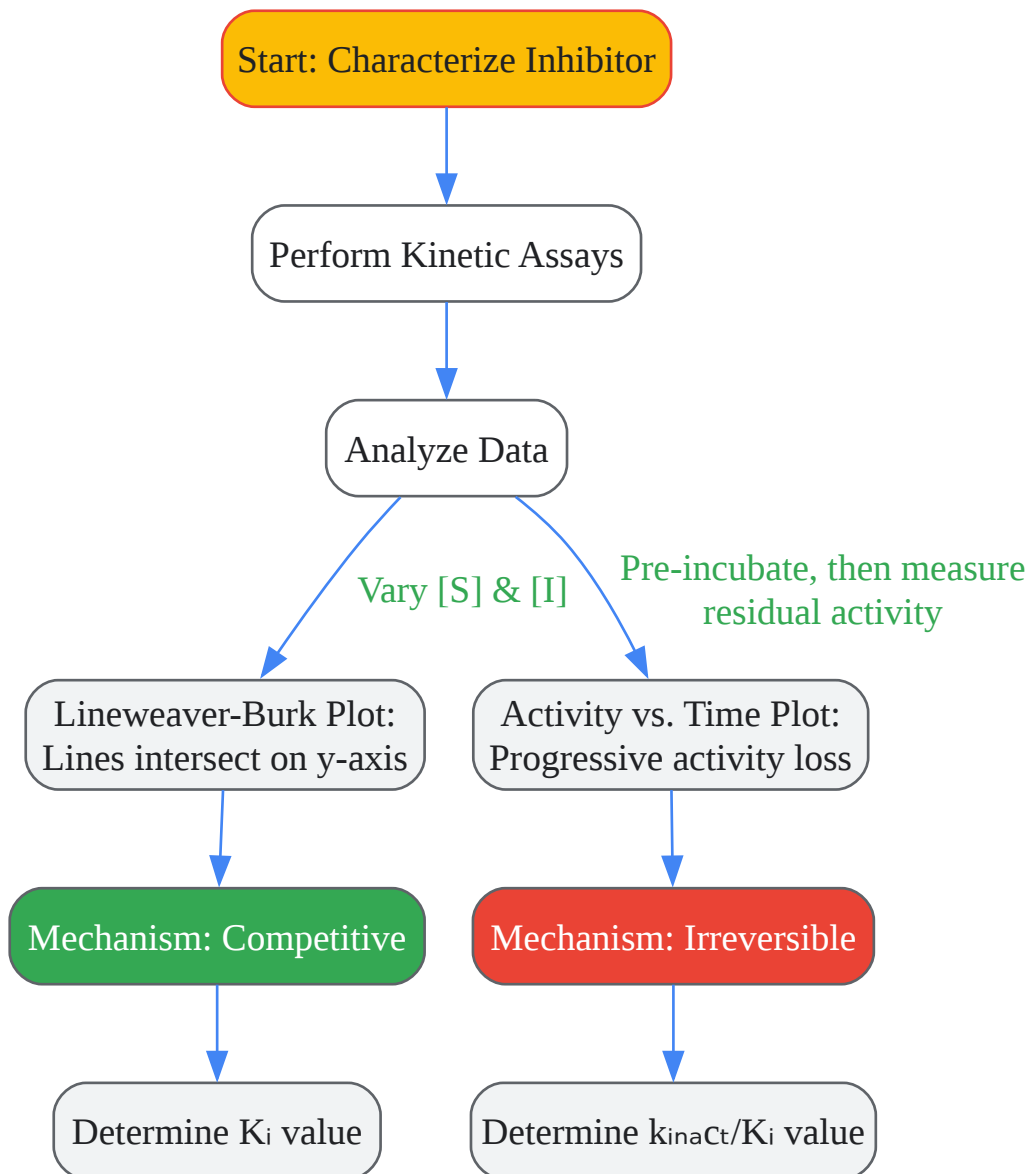 Start: Characterize Inhibitor
Perform Kinetic Assays
Analyze Data
Vary [S] & [I]
Pre-incubate, then measure
residual activity
Lineweaver-Burk Plot:
Lines intersect on y-axis
Activity vs. Time Plot:
Progressive activity loss
Mechanism: Competitive
Mechanism: Irreversible
Determine Kᵢ value
Determine kᵢₙₐcₜ/Kᵢ value